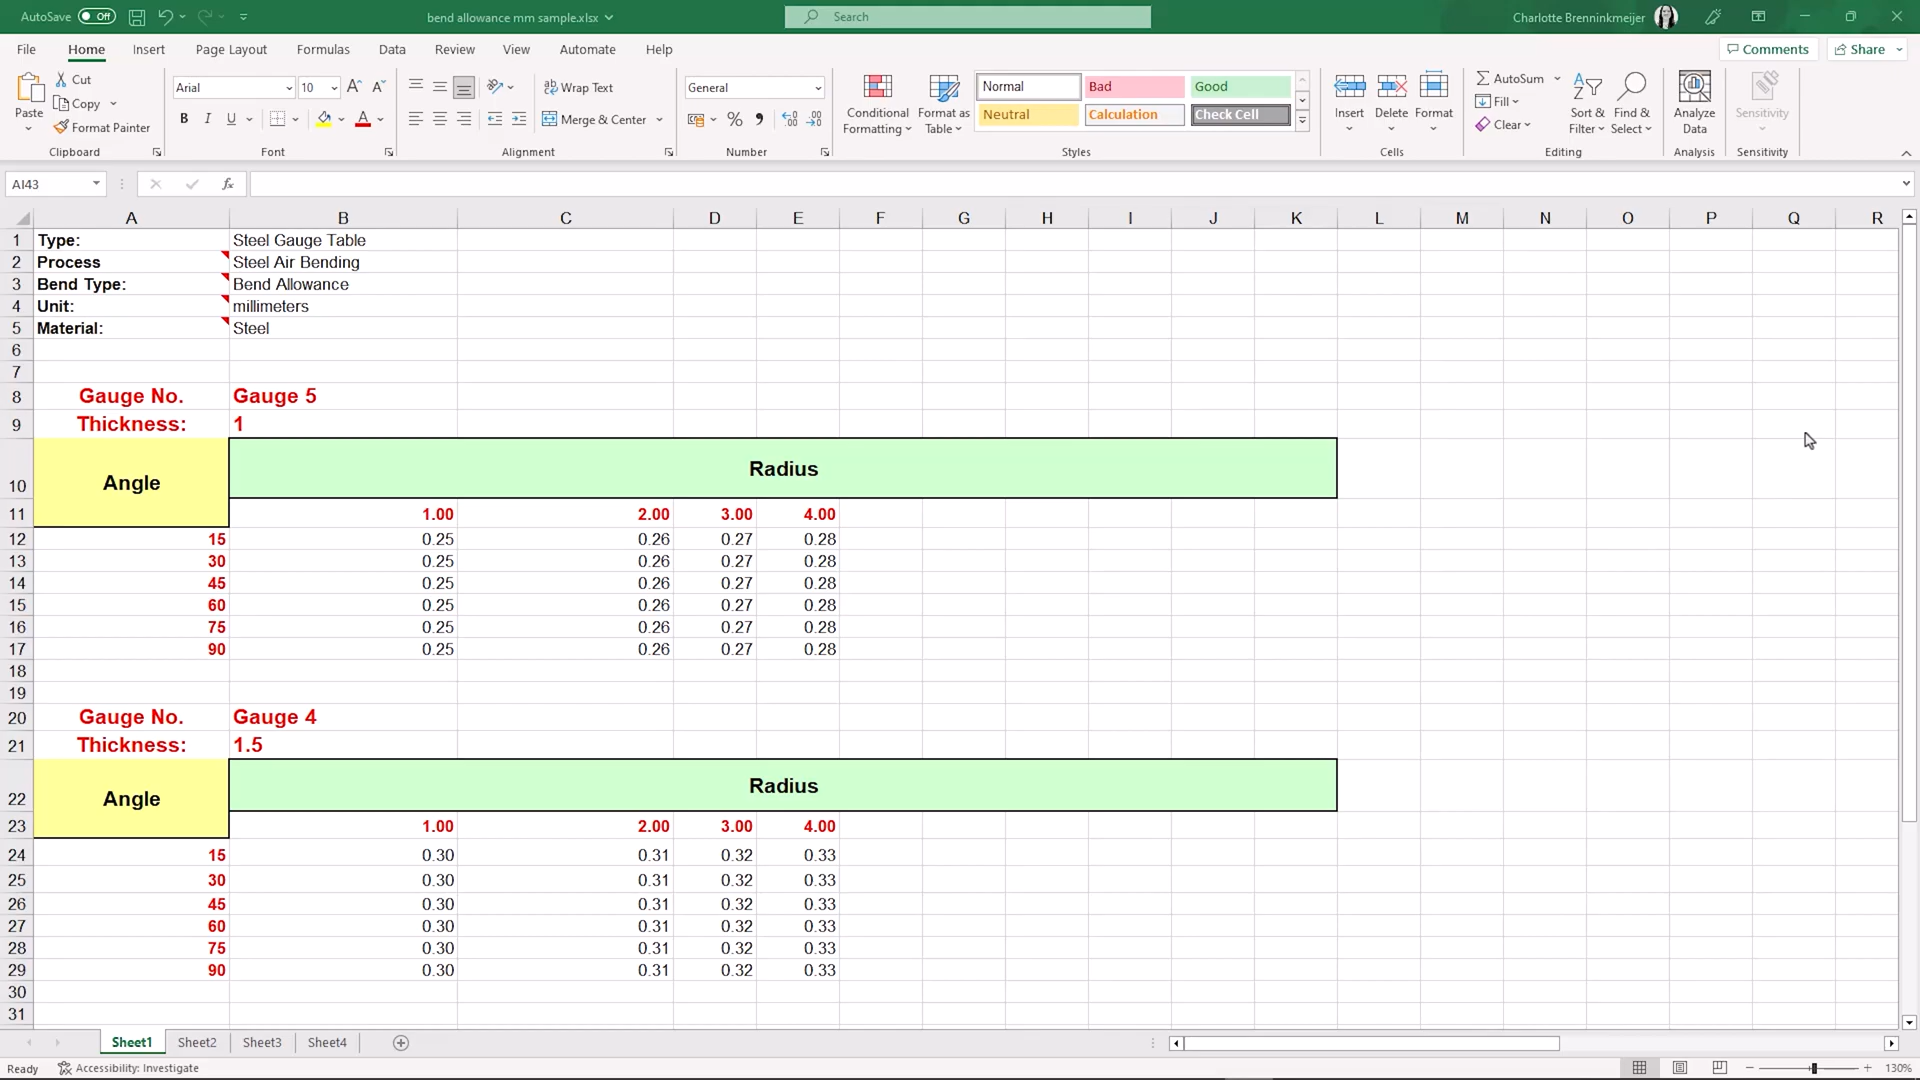 AutoSave Off bend allowance mm sample.xlsx Search Charlotte Brenninkmeijer
File Home Insert Page Layout Formulas Data Review View Automate Help Comments Share
Paste
Cut
Copy
Format Painter
Clipboard
Arial 10
B I U
Font
Wrap Text
Merge & Center
Alignment
General
Number
Conditional Formatting
Format as Table
Normal Bad Good
Neutral Calculation Check Cell
Styles
Insert Delete Format
Cells
AutoSum
Fill
Clear
Sort & Filter
Find & Select
Editing
Analyze Data
Analysis
Sensitivity
Sensitivity
AI43 fx
A B C D E F G H I J K L M N O P Q R
1 Type: Steel Gauge Table
2 Process Steel Air Bending
3 Bend Type: Bend Allowance
4 Unit: millimeters
5 Material: Steel
6
7
8 Gauge No. Gauge 5
9 Thickness: 1
10 Angle Radius
11 1.00 2.00 3.00 4.00
12 15 0.25 0.26 0.27 0.28
13 30 0.25 0.26 0.27 0.28
14 45 0.25 0.26 0.27 0.28
15 60 0.25 0.26 0.27 0.28
16 75 0.25 0.26 0.27 0.28
17 90 0.25 0.26 0.27 0.28
18
19
20 Gauge No. Gauge 4
21 Thickness: 1.5
22 Angle Radius
23 1.00 2.00 3.00 4.00
24 15 0.30 0.31 0.32 0.33
25 30 0.30 0.31 0.32 0.33
26 45 0.30 0.31 0.32 0.33
27 60 0.30 0.31 0.32 0.33
28 75 0.30 0.31 0.32 0.33
29 90 0.30 0.31 0.32 0.33
30
31
Sheet1 Sheet2 Sheet3 Sheet4
Ready Accessibility: Investigate 130%